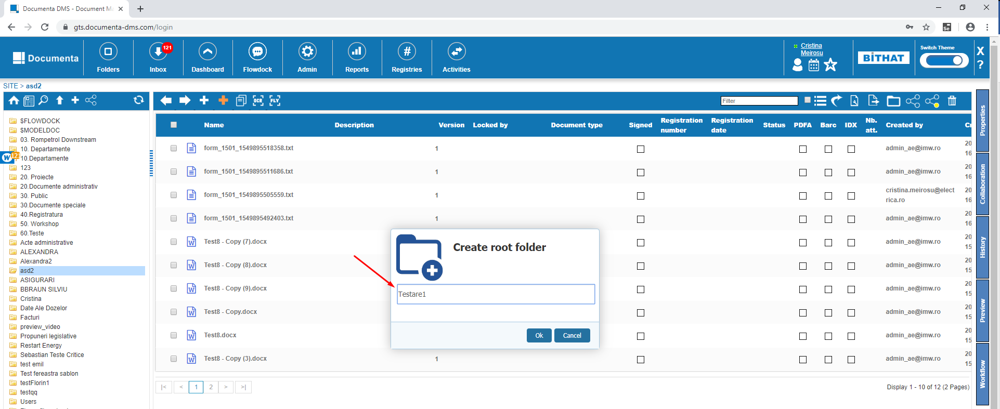 Documenta DMS - Document Ma
gts.documenta-dms.com/login
Se
Documenta
Folders
Inbox
121
Dashboard
Flowdock
Admin
Reports
#
Registries
Activities
Cristina
Meirosu
BITHAT
Switch Theme
X
?
SITE > asd2
OCR
FLY
Filter
$FLOWDOCK
$MODELDOC
03. Rompetrol Downstream
10. Departamente
10.Departamente
W
121
123
20. Proiecte
20.Documente administrativ
30. Public
30.Documente speciale
40.Registratura
50. Workshop
60.Teste
Acte administrative
ALEXANDRA
Alexandra2
asd2
ASIGURARI
BBRAUN SILVIU
Cristina
Date Ale Dozelor
Facturi
preview_video
Propuneri legislative
Restart Energy
Sebastian Teste Critice
test emil
Test fereastra sablon
testFlorin1
testqq
Users
Name Description Version Locked by Document type Signed Registration number Registration date Status PDFA Barc IDX Nb. att. Created by Cr
form_1501_1549895518358.txt 1 admin_ae@imw.ro 20 16
form_1501_1549895511686.txt 1 admin_ae@imw.ro 20 16
form_1501_1549895505559.txt 1 cristina.meirosu@electrica.ro 20 16
form_1501_1549895492403.txt 1 admin_ae@imw.ro 20 16
Test8 - Copy (7).docx admin_ae@imw.ro 20 15
Test8 - Copy (8).docx admin_ae@imw.ro 20 15
Test8 - Copy (9).docx admin_ae@imw.ro 20 15
Test8 - Copy.docx admin_ae@imw.ro 20 15
Test8.docx admin_ae@imw.ro 20 15
Test8 - Copy (3).docx 1 admin_ae@imw.ro 20 15
Create root folder
Testare1
Ok
Cancel
|< < 1 2 > >|
Display 1 - 10 of 12 (2 Pages)
Properties
Collaboration
History
Preview
Workflow